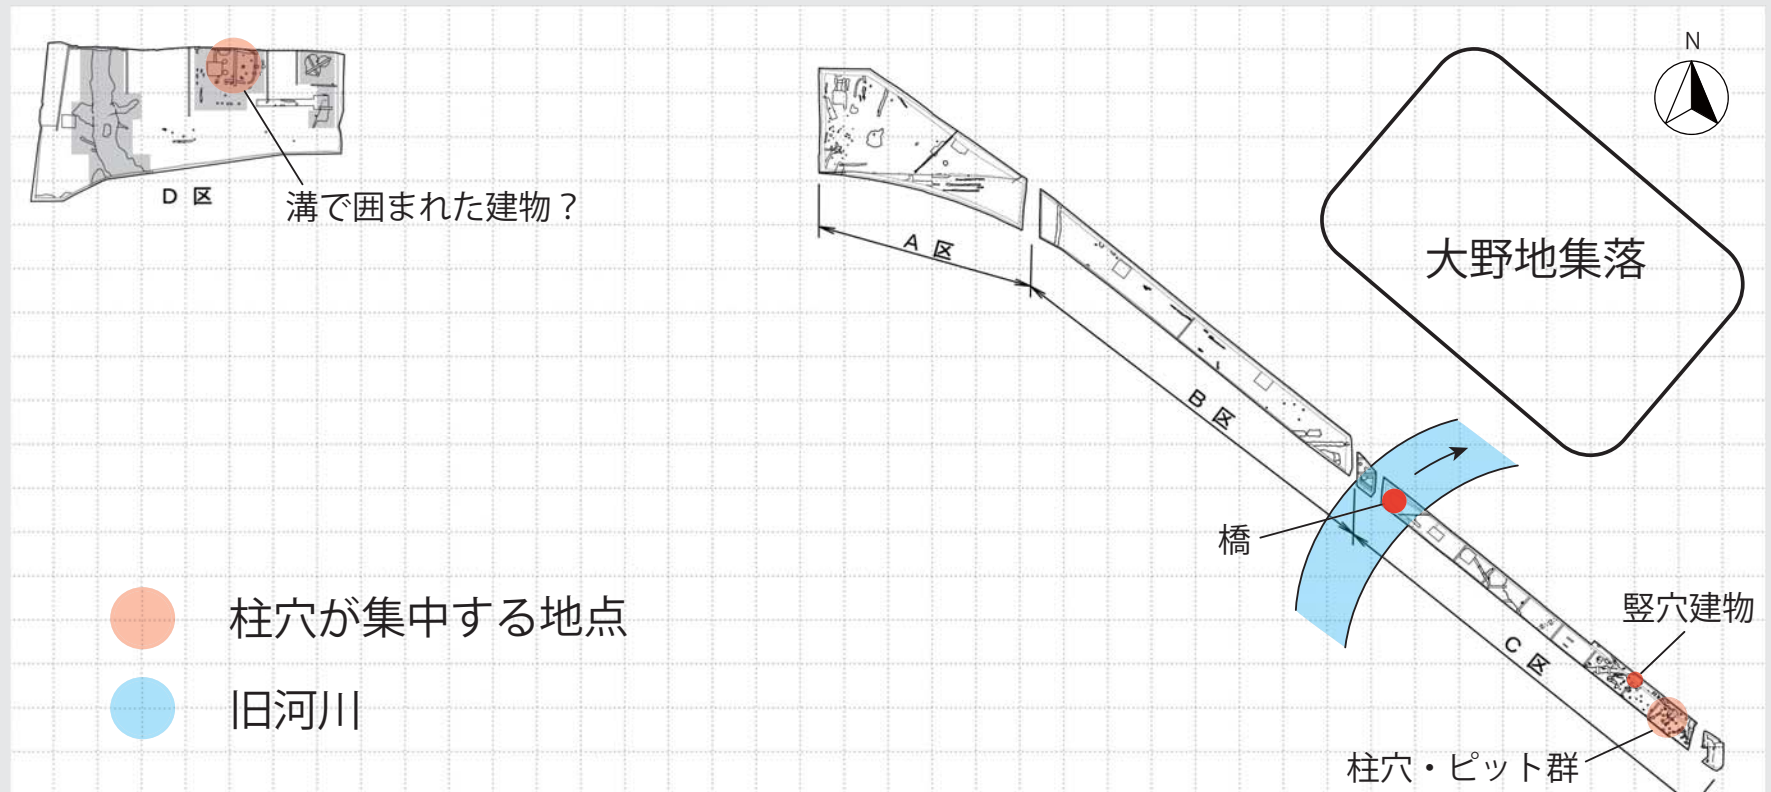 N
D 区
溝で囲まれた建物？
A 区
大野地集落
B 区
橋
柱穴が集中する地点
竪穴建物
C 区
旧河川
柱穴・ピット群